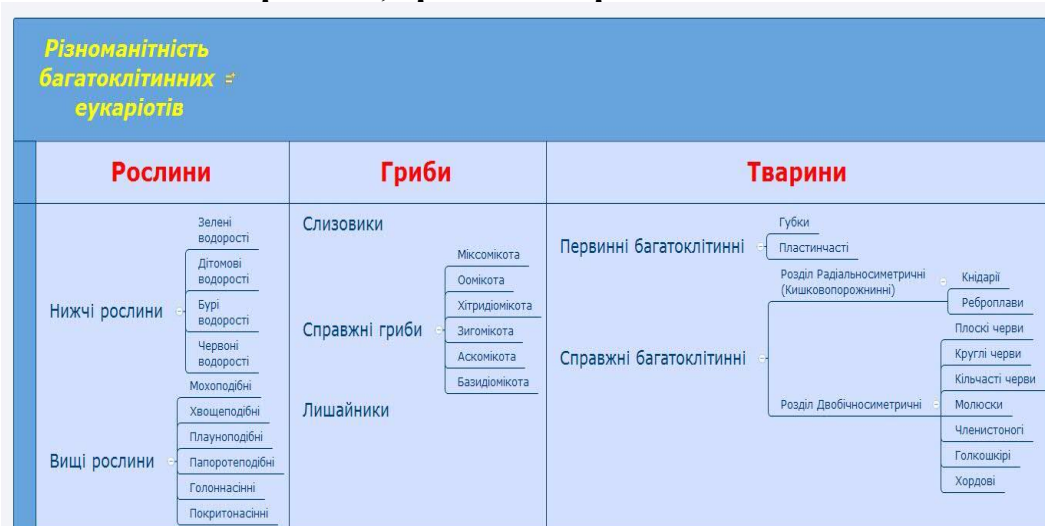 Різноманітність
багатоклітинних
еукаріотів
Рослини
Гриби
Тварини
Нижчі рослини
Зелені
водорості
Дітомові
водорості
Бурі
водорості
Червоні
водорості
Вищі рослини
Мохоподібні
Хвощеподібні
Плауноподібні
Папоротеподібні
Голоннасінні
Покритонасінні
Слизовики
Справжні гриби
Міксомікота
Оомікота
Хітридіомікота
Зигомікота
Аскомікота
Базидіомікота
Лишайники
Первинні багатоклітинні
Губки
Пластинчасті
Справжні багатоклітинні
Розділ Радіальносиметричні
(Кишковопорожнинні)
Кнідарії
Реброплави
Розділ Двобічносиметричні
Плоскі черви
Круглі черви
Кільчасті черви
Молюски
Членистоногі
Голкошкірі
Хордові